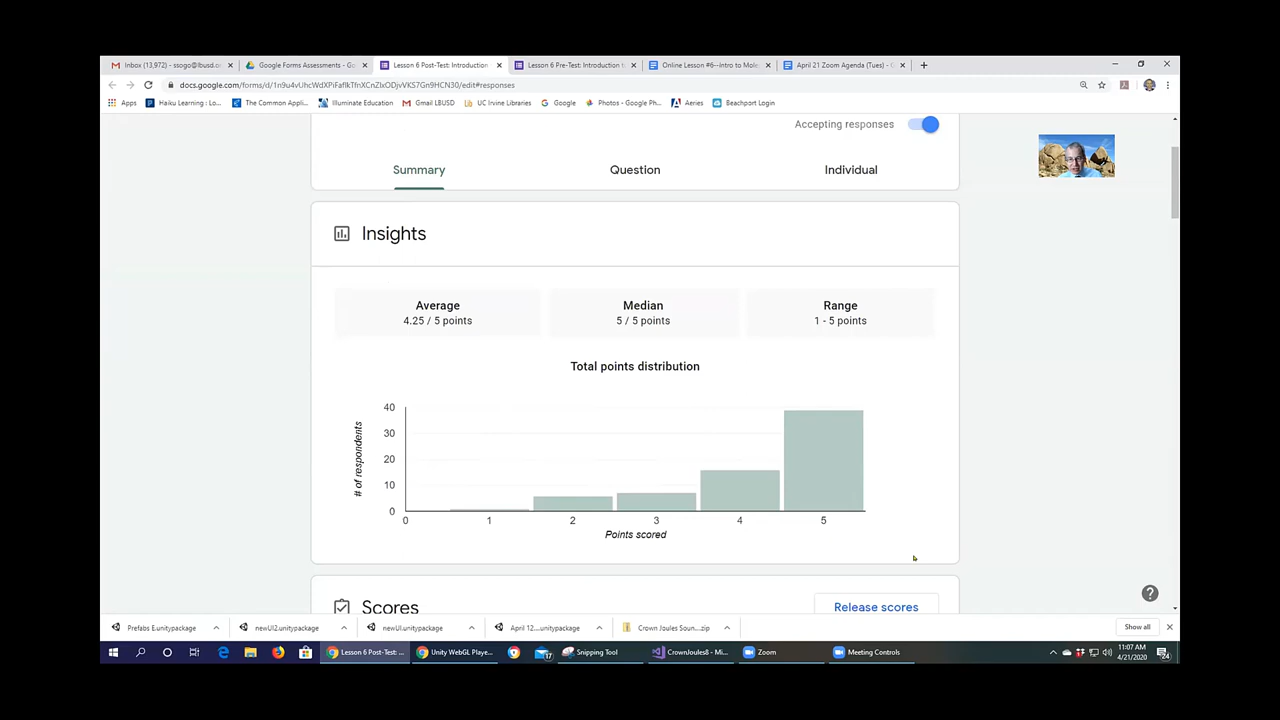 Inbox (13,972) - ssogo@lbusd.o
Google Forms Assessments - Go
Lesson 6 Post-Test: Introduction
Lesson 6 Pre-Test: Introduction t
Online Lesson #6--Intro to Mole
April 21 Zoom Agenda (Tues) - G
docs.google.com/forms/d/
/edit#responses
Apps
Haiku Learning : Lo...
The Common Appli...
Illuminate Education
Gmail LBUSD
UC Irvine Libraries
Google
Photos - Google Ph...
Aeries
Beachport Login
Accepting responses
Summary
Question
Individual
Insights
Average
4.25 / 5 points
Median
5 / 5 points
Range
1 - 5 points
Total points distribution
# of respondents
40
30
20
10
0
0 1 2 3 4 5
Points scored
Scores
Release scores
Prefabs E.unitypackage
newUI2.unitypackage
newUI.unitypackage
April 12....unitypackage
Crown Joules Soun....zip
Show all
Lesson 6 Post-Test: ...
Unity WebGL Playe...
17
Snipping Tool
CrownJoules8 - Mi...
Zoom
Meeting Controls
11:07 AM
4/21/2020
24